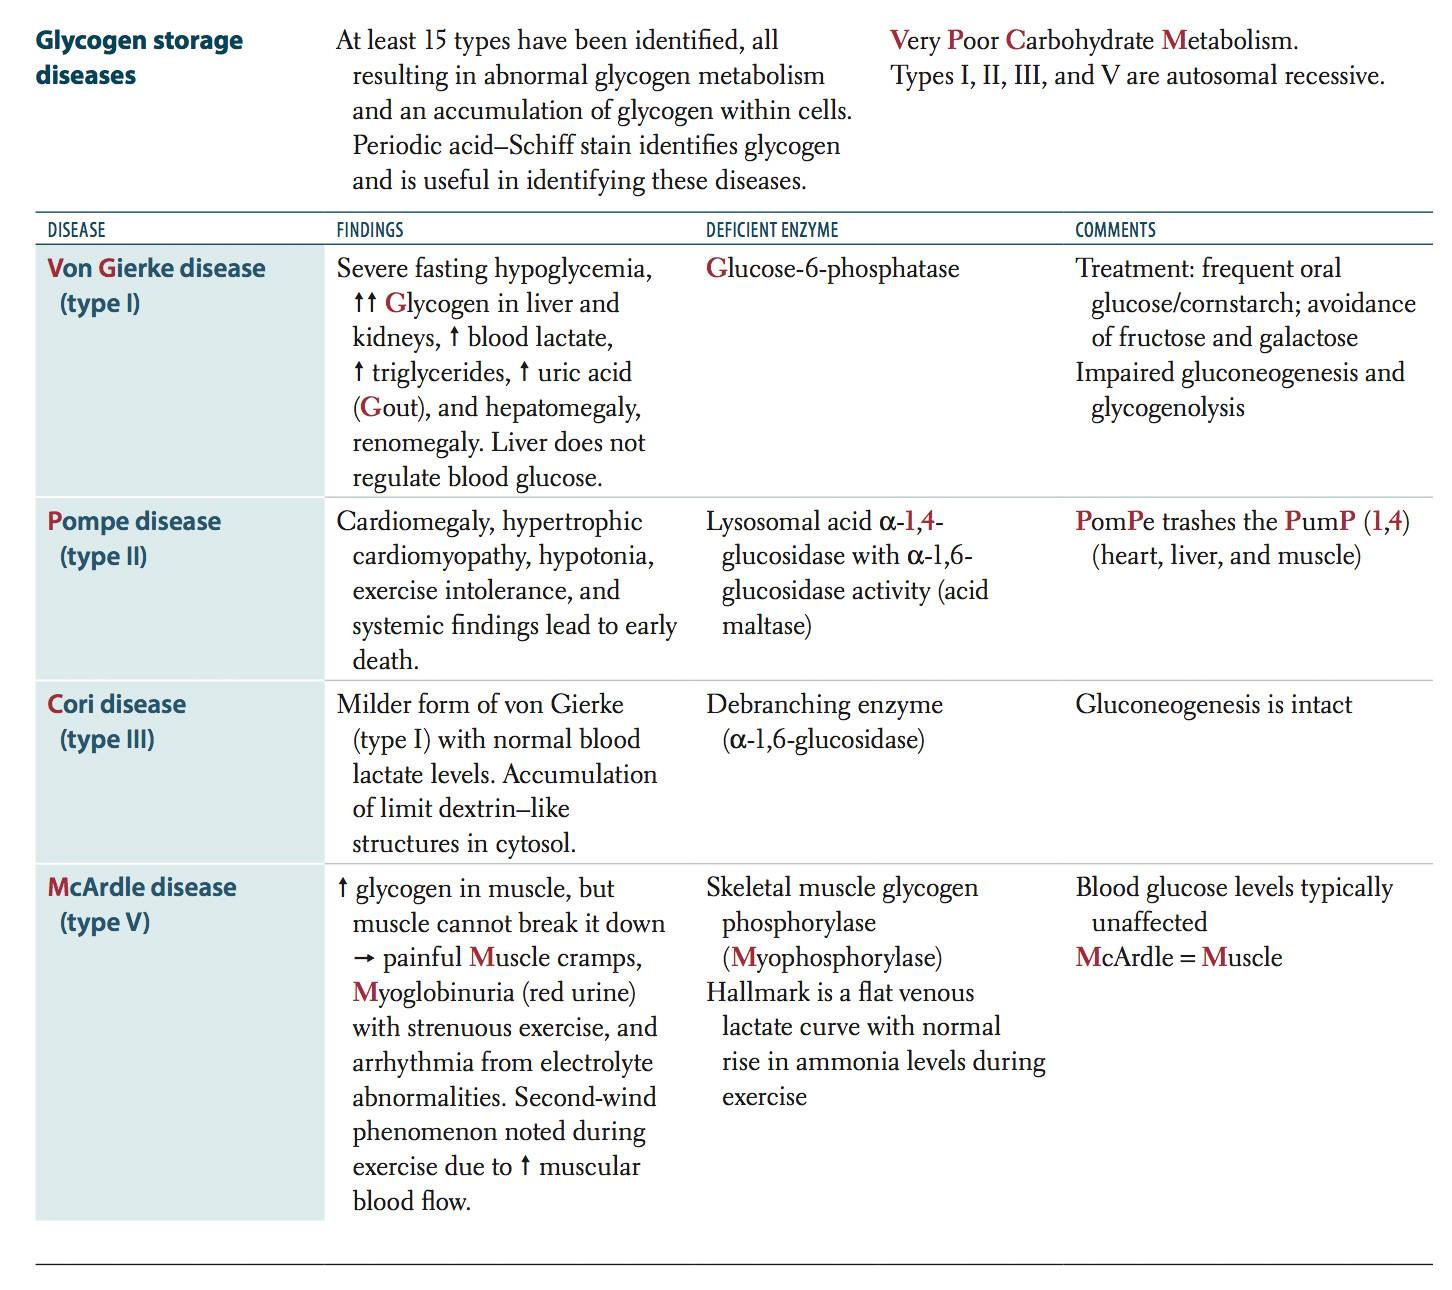 Glycogen storage
diseases
At least 15 types have been identified, all
resulting in abnormal glycogen metabolism
and an accumulation of glycogen within cells.
Periodic acid–Schiff stain identifies glycogen
and is useful in identifying these diseases.
Very Poor Carbohydrate Metabolism.
Types I, II, III, and V are autosomal recessive.
DISEASE
FINDINGS
DEFICIENT ENZYME
COMMENTS
Von Gierke disease
(type I)
Severe fasting hypoglycemia,
↑↑ Glycogen in liver and
kidneys, ↑ blood lactate,
↑ triglycerides, ↑ uric acid
(Gout), and hepatomegaly,
renomegaly. Liver does not
regulate blood glucose.
Glucose-6-phosphatase
Treatment: frequent oral
glucose/cornstarch; avoidance
of fructose and galactose
Impaired gluconeogenesis and
glycogenolysis
Pompe disease
(type II)
Cardiomegaly, hypertrophic
cardiomyopathy, hypotonia,
exercise intolerance, and
systemic findings lead to early
death.
Lysosomal acid α-1,4-
glucosidase with α-1,6-
glucosidase activity (acid
maltase)
PomPe trashes the PumP (1,4)
(heart, liver, and muscle)
Cori disease
(type III)
Milder form of von Gierke
(type I) with normal blood
lactate levels. Accumulation
of limit dextrin–like
structures in cytosol.
Debranching enzyme
(α-1,6-glucosidase)
Gluconeogenesis is intact
McArdle disease
(type V)
↑ glycogen in muscle, but
muscle cannot break it down
→ painful Muscle cramps,
Myoglobinuria (red urine)
with strenuous exercise, and
arrhythmia from electrolyte
abnormalities. Second-wind
phenomenon noted during
exercise due to ↑ muscular
blood flow.
Skeletal muscle glycogen
phosphorylase
(Myophosphorylase)
Hallmark is a flat venous
lactate curve with normal
rise in ammonia levels during
exercise
Blood glucose levels typically
unaffected
McArdle = Muscle